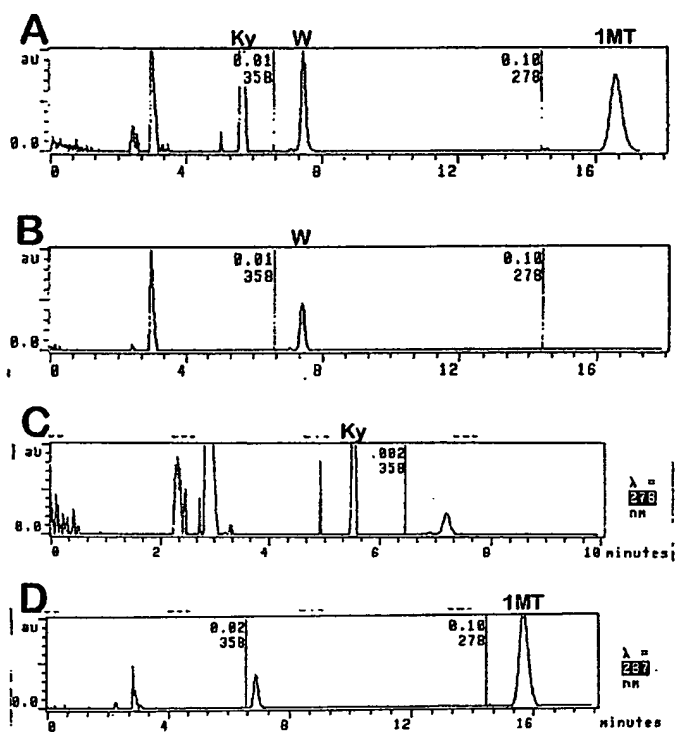 A
Ky W 1MT
au 0.01 0.10
358 278
0.0
0 4 8 12 16
B
W
au 0.01 0.10
358 278
0.0
0 4 8 12 16
C
Ky
au .002
358
λ =
278
nm
0.0
0 2 4 6 8 10 minutes
D
1MT
au 0.02 0.10
358 278
λ =
287
nm
0.0
0 4 8 12 16 minutes